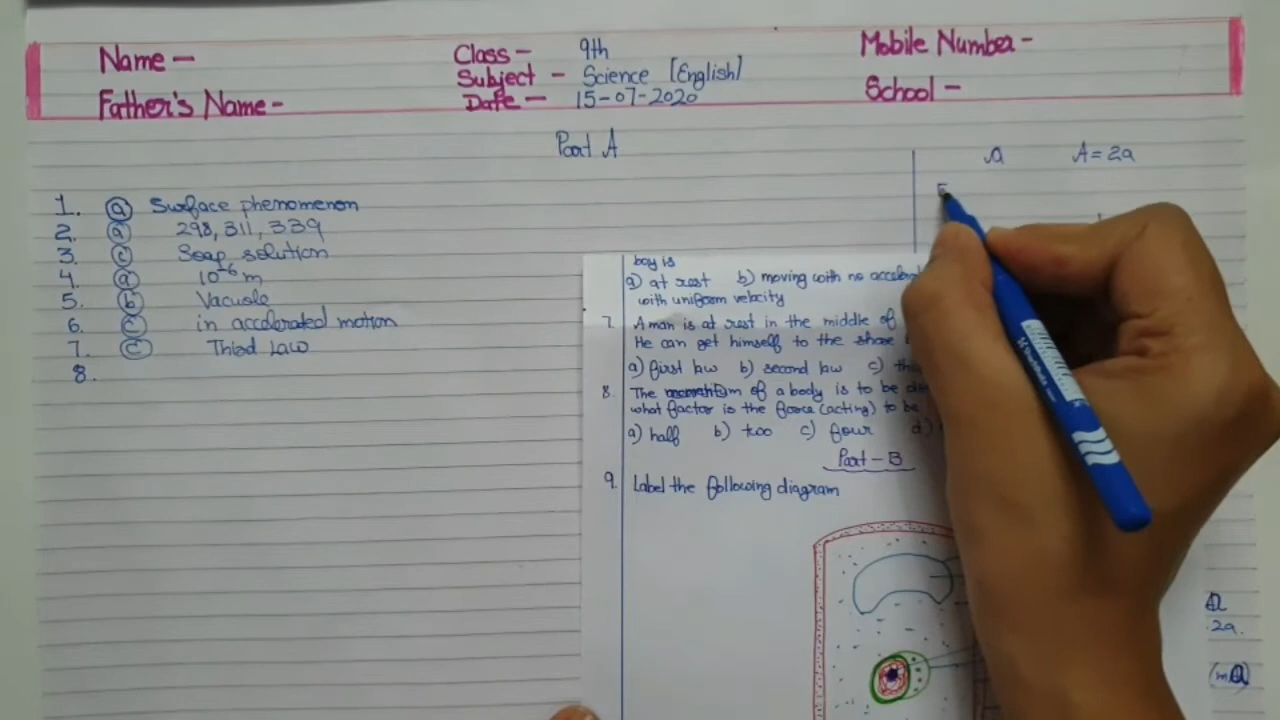 Name -
Class - 9th
Mobile Number -
Subject - Science [English]
Father's Name -
Date - 15-07-2020
School -
Part A
a A = 2a
1. (a) Surface phenomenon
2. (a) 298, 311, 339
3. (c) Soap solution
4. (d) 10-6 m
5. (b) Vacuole
6. (c) in accelerated motion
7. (c) Third Law
8.
boy is
a) at rest b) moving with no
with uniform velocity
7. A man is at rest in the middle of
He can get himself to the shore
a) first law b) second law c)
8. The momentum of a body is to be
what factor is the force (acting) to be
a) half b) two c) four d)
Part - B
9. Label the following diagram
2a.